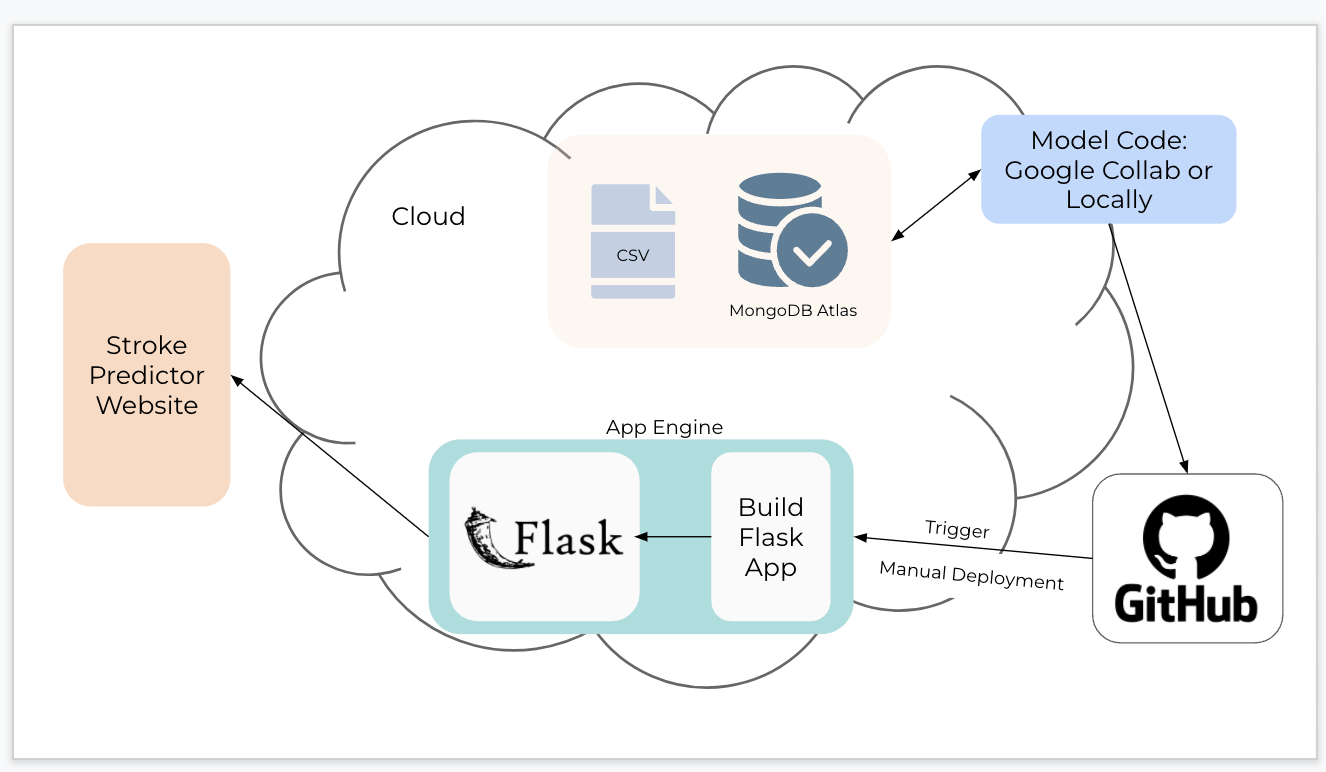 Model Code:
Google Collab or
Locally
Cloud
CSV
MongoDB Atlas
Stroke
Predictor
Website
App Engine
Flask
Build
Flask
App
Trigger
Manual Deployment
GitHub